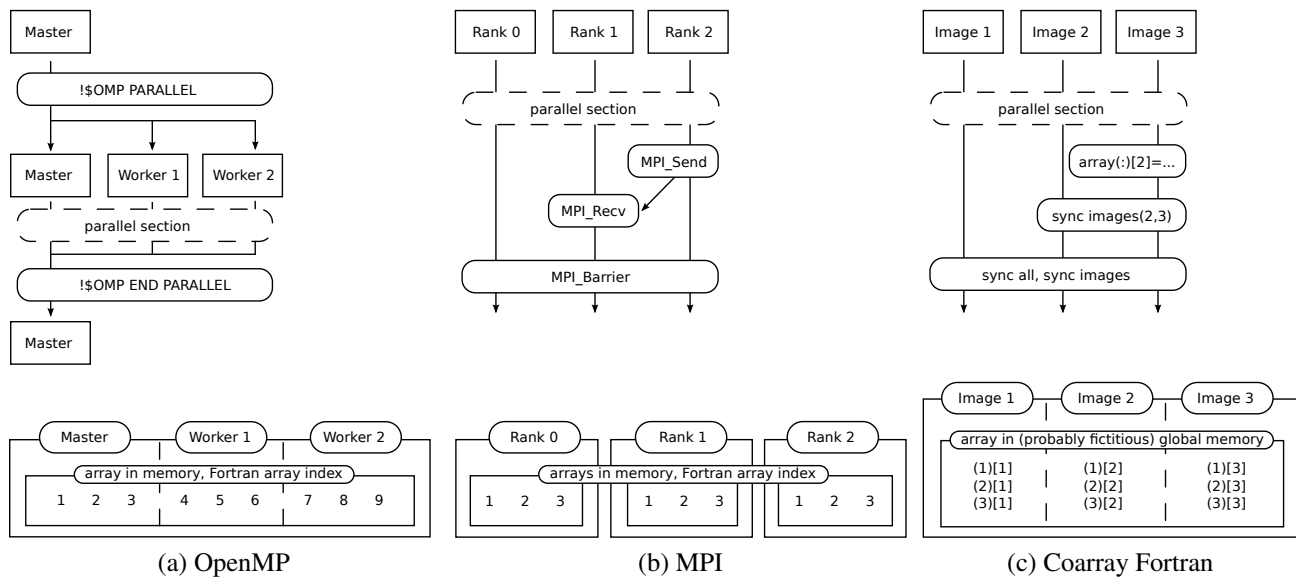 Master
!$OMP PARALLEL
Master Worker 1 Worker 2
parallel section
!$OMP END PARALLEL
Master
Master Worker 1 Worker 2
array in memory, Fortran array index
1 2 3 4 5 6 7 8 9
(a) OpenMP
Rank 0 Rank 1 Rank 2
parallel section
MPI_Send
MPI_Recv
MPI_Barrier
Rank 0 Rank 1 Rank 2
arrays in memory, Fortran array index
1 2 3 1 2 3 1 2 3
(b) MPI
Image 1 Image 2 Image 3
parallel section
array(:)[2]=...
sync images(2,3)
sync all, sync images
Image 1 Image 2 Image 3
array in (probably fictitious) global memory
(1)[1] (1)[2] (1)[3]
(2)[1] (2)[2] (2)[3]
(3)[1] (3)[2] (3)[3]
(c) Coarray Fortran